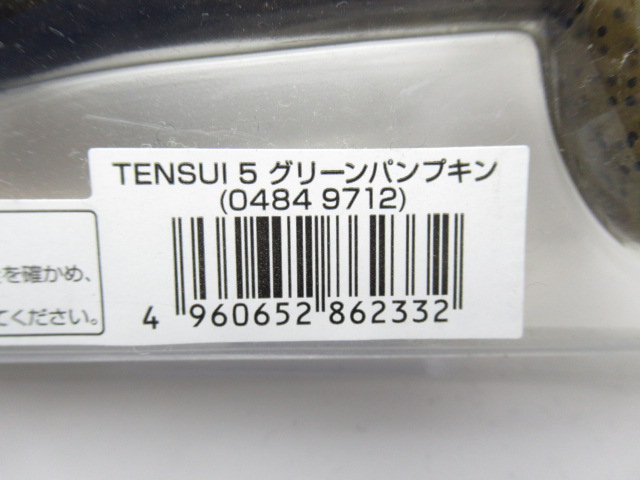 TENSUI 5 グリーンパンプキン
(0484 9712)
を確かめ、
てください。
4 960652 862332